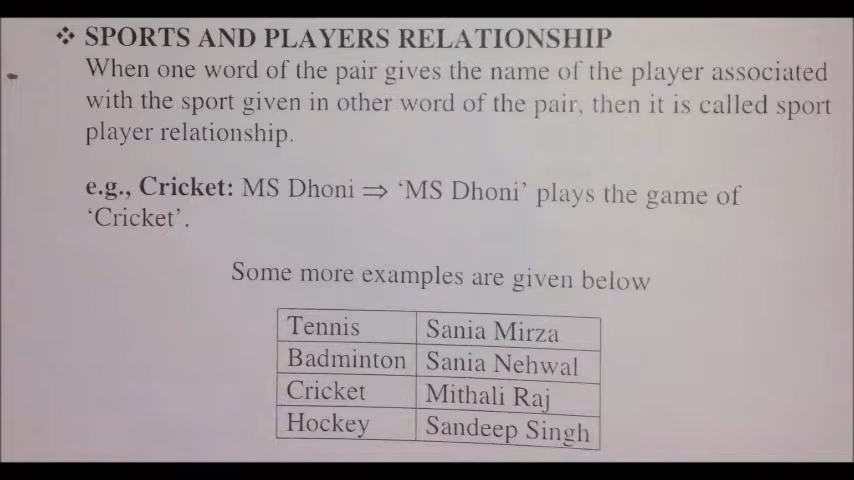 ❖ SPORTS AND PLAYERS RELATIONSHIP
When one word of the pair gives the name of the player associated
with the sport given in other word of the pair, then it is called sport
player relationship.
e.g., Cricket: MS Dhoni ⇒ ‘MS Dhoni’ plays the game of
‘Cricket’.
Some more examples are given below
Tennis Sania Mirza
Badminton Sania Nehwal
Cricket Mithali Raj
Hockey Sandeep Singh